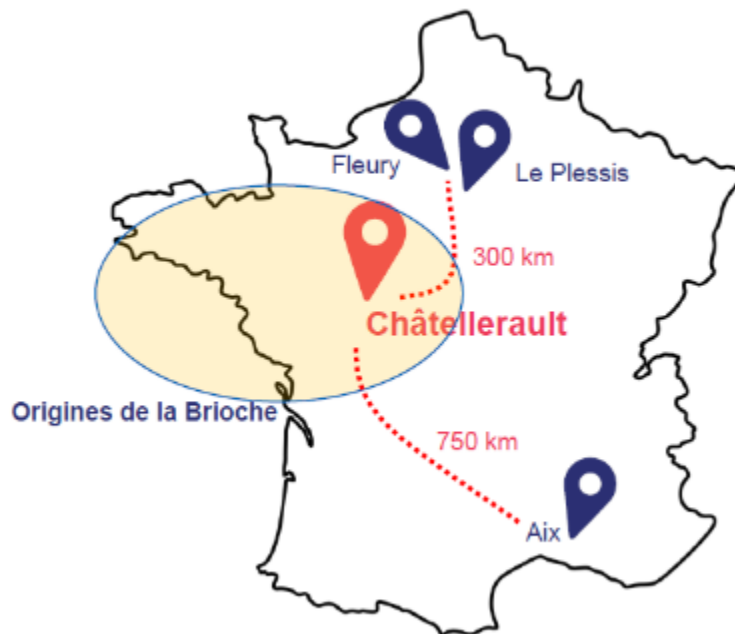 Fleury
Le Plessis
300 km
Châtellerault
Origines de la Brioche
750 km
Aix